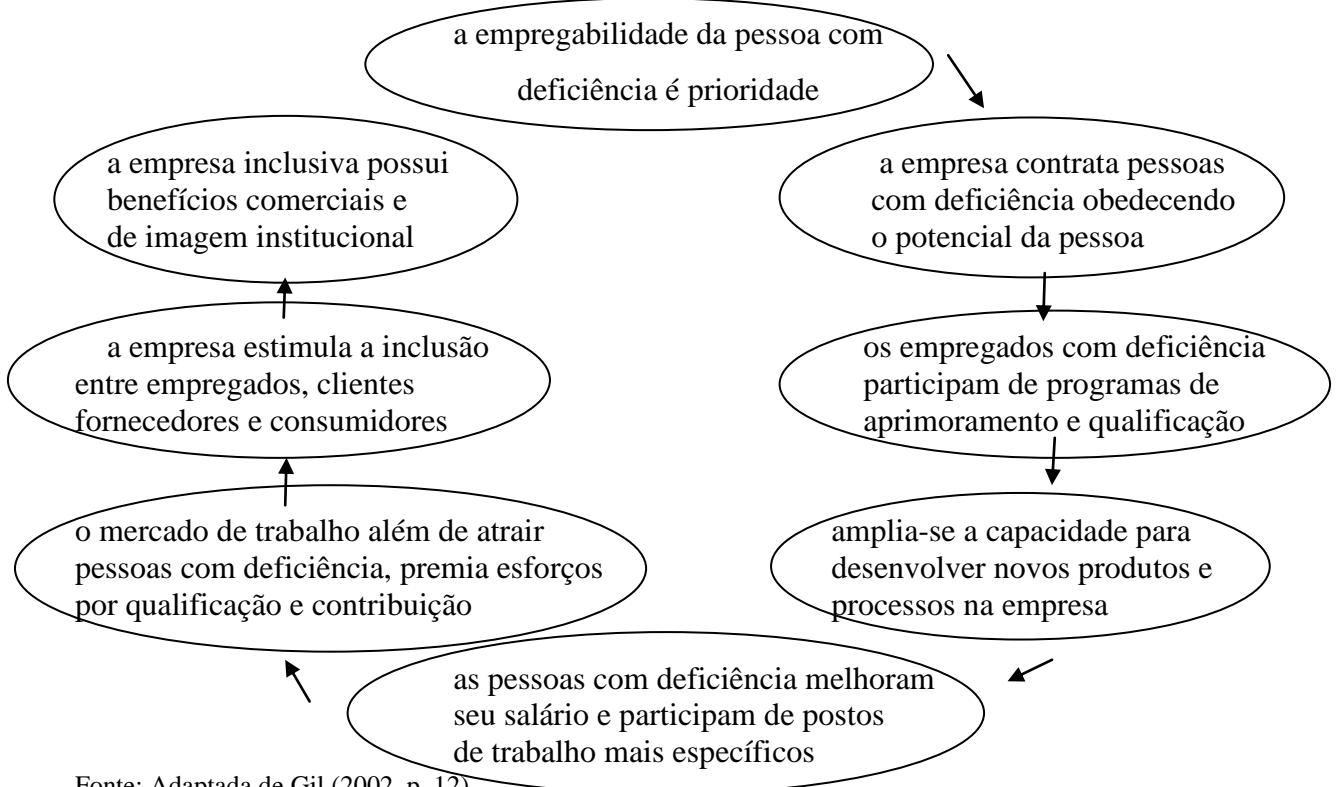 a empregabilidade da pessoa com
deficiência é prioridade
a empresa contrata pessoas
com deficiência obedecendo
o potencial da pessoa
os empregados com deficiência
participam de programas de
aprimoramento e qualificação
amplia-se a capacidade para
desenvolver novos produtos e
processos na empresa
as pessoas com deficiência melhoram
seu salário e participam de postos
de trabalho mais específicos
o mercado de trabalho além de atrair
pessoas com deficiência, premia esforços
por qualificação e contribuição
a empresa estimula a inclusão
entre empregados, clientes
fornecedores e consumidores
a empresa inclusiva possui
benefícios comerciais e
de imagem institucional
Fonte: Adaptada de Gil (2002, p. 12)